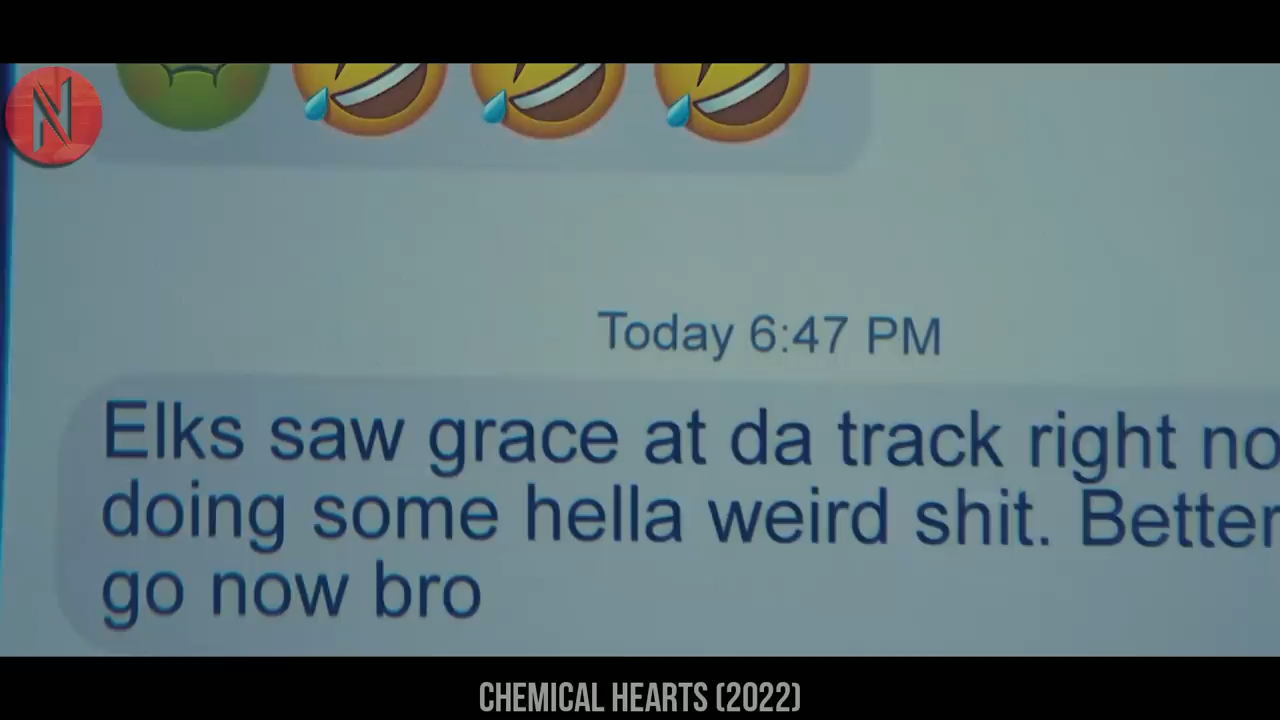 Today 6:47 PM
Elks saw grace at da track right no
doing some hella weird shit. Better
go now bro
CHEMICAL HEARTS (2022)